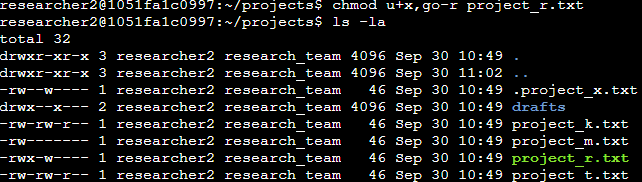 researcher2@1051fa1c0997:~/projects$ chmod u+x,go-r project_r.txt
researcher2@1051fa1c0997:~/projects$ ls -la
total 32
drwxr-xr-x 3 researcher2 research_team 4096 Sep 30 10:49 .
drwxr-xr-x 3 researcher2 research_team 4096 Sep 30 11:02 ..
-rw--w---- 1 researcher2 research_team   46 Sep 30 10:49 .project_x.txt
drwx--x--- 2 researcher2 research_team 4096 Sep 30 10:49 drafts
-rw-rw-r-- 1 researcher2 research_team   46 Sep 30 10:49 project_k.txt
-rw------- 1 researcher2 research_team   46 Sep 30 10:49 project_m.txt
-rwx-w---- 1 researcher2 research_team   46 Sep 30 10:49 project_r.txt
-rw-rw-r-- 1 researcher2 research_team   46 Sep 30 10:49 project_t.txt